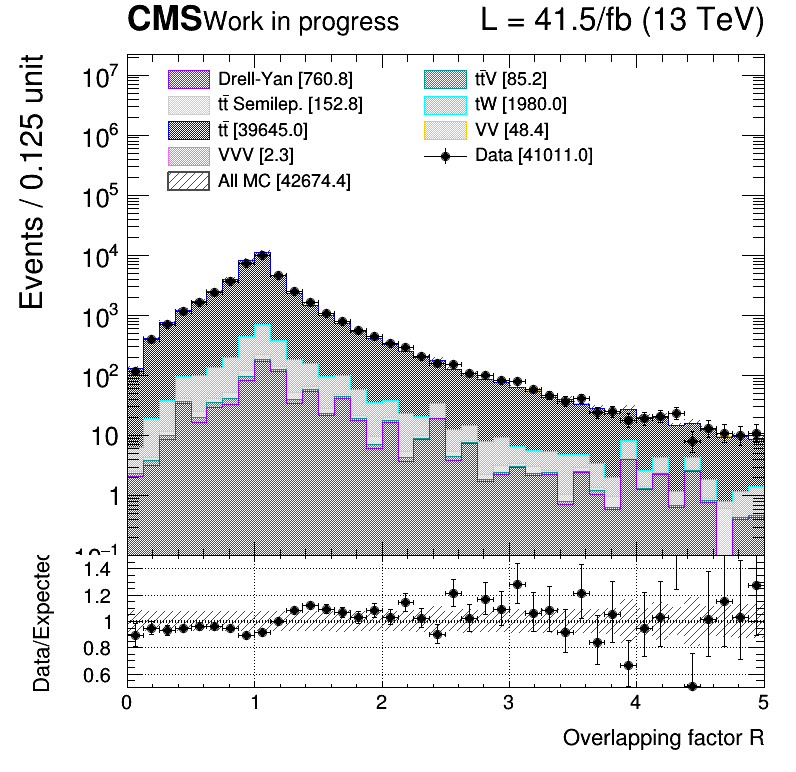 CMS Work in progress L = 41.5/fb (13 TeV)
Events / 0.125 unit
Drell-Yan [760.8]
tt̄ Semilep. [152.8]
tt̄ [39645.0]
VVV [2.3]
All MC [42674.4]
tt̄V [85.2]
tW [1980.0]
VV [48.4]
Data [41011.0]
10⁷
10⁶
10⁵
10⁴
10³
10²
10
1
10⁻¹
Data/Expected
1.4
1.2
1
0.8
0.6
0 1 2 3 4 5
Overlapping factor R